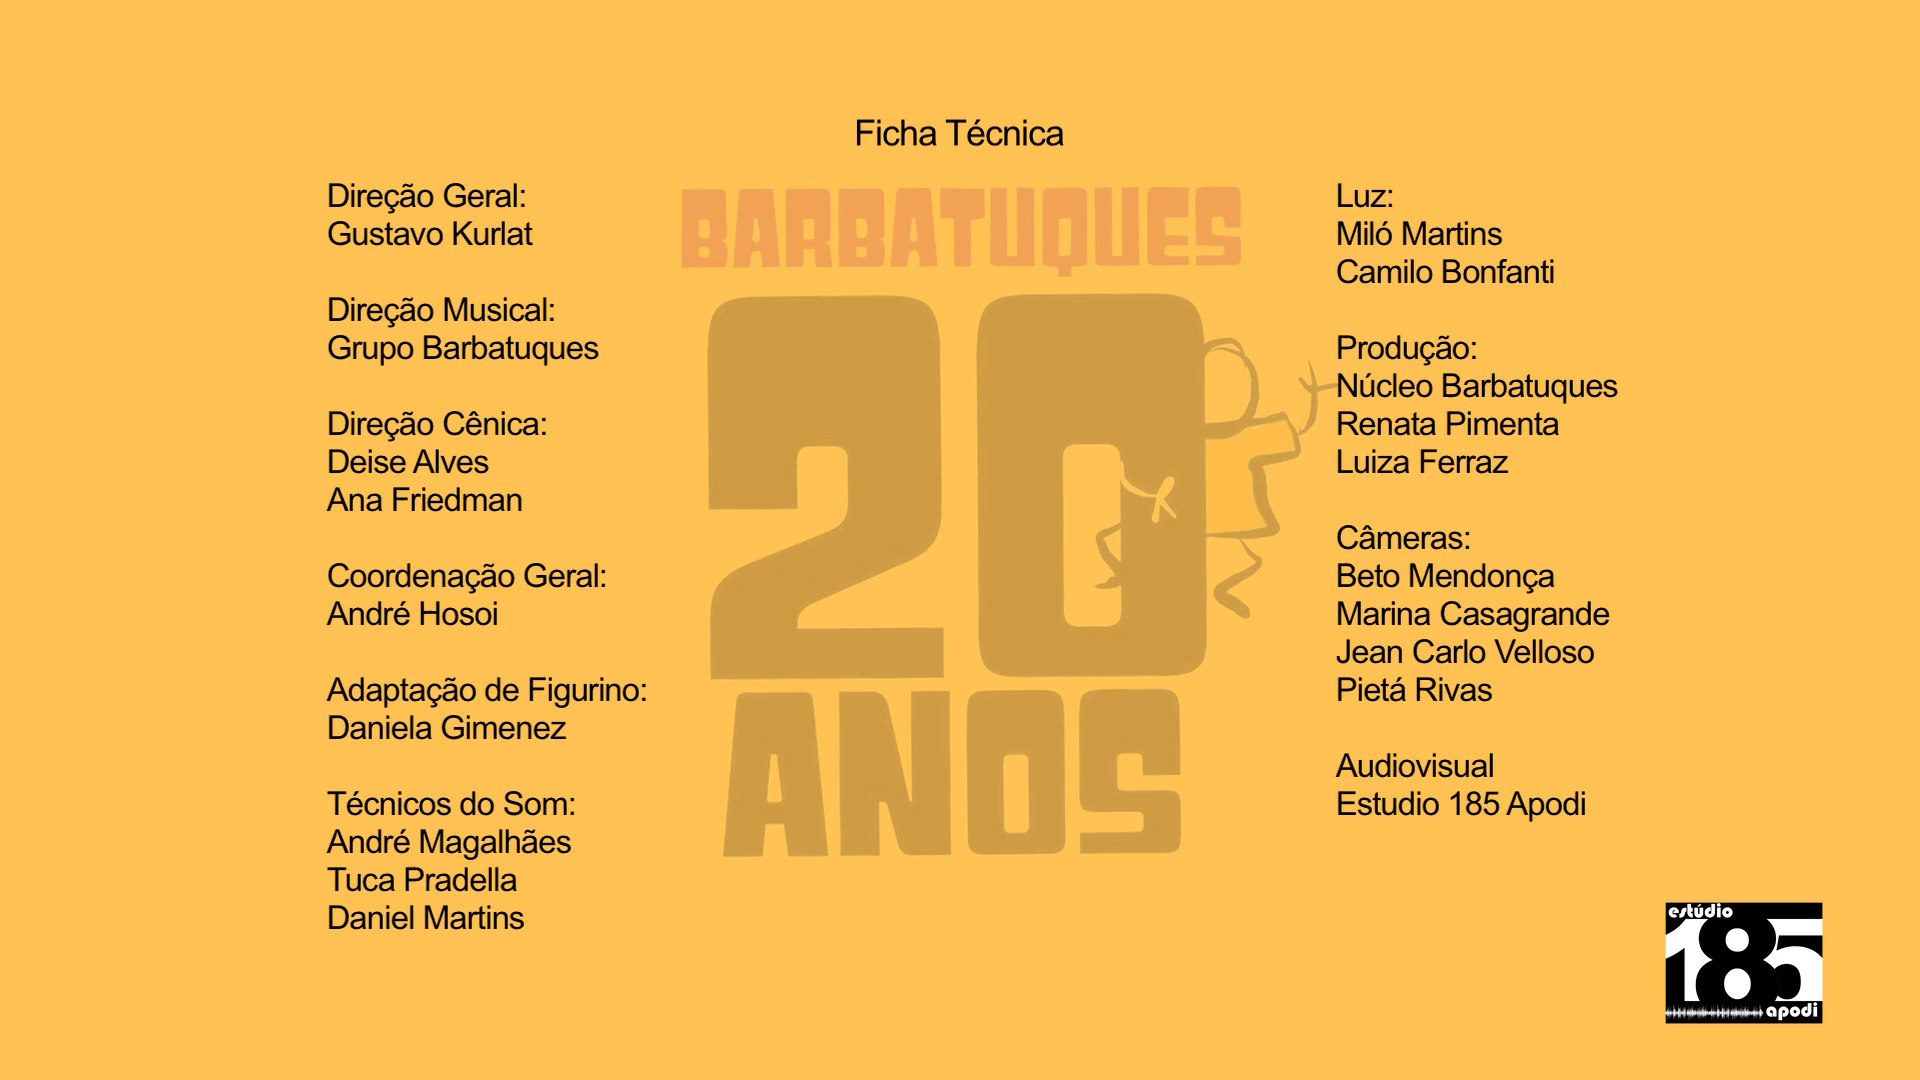 Ficha Técnica
Direção Geral:
Gustavo Kurlat
Direção Musical:
Grupo Barbatuques
Direção Cênica:
Deise Alves
Ana Friedman
Coordenação Geral:
André Hosoi
Adaptação de Figurino:
Daniela Gimenez
Técnicos do Som:
André Magalhães
Tuca Pradella
Daniel Martins
BARBATUQUES
20
ANOS
Luz:
Miló Martins
Camilo Bonfanti
Produção:
Núcleo Barbatuques
Renata Pimenta
Luiza Ferraz
Câmeras:
Beto Mendonça
Marina Casagrande
Jean Carlo Velloso
Pietá Rivas
Audiovisual
Estudio 185 Apodi
estúdio
185
apodi